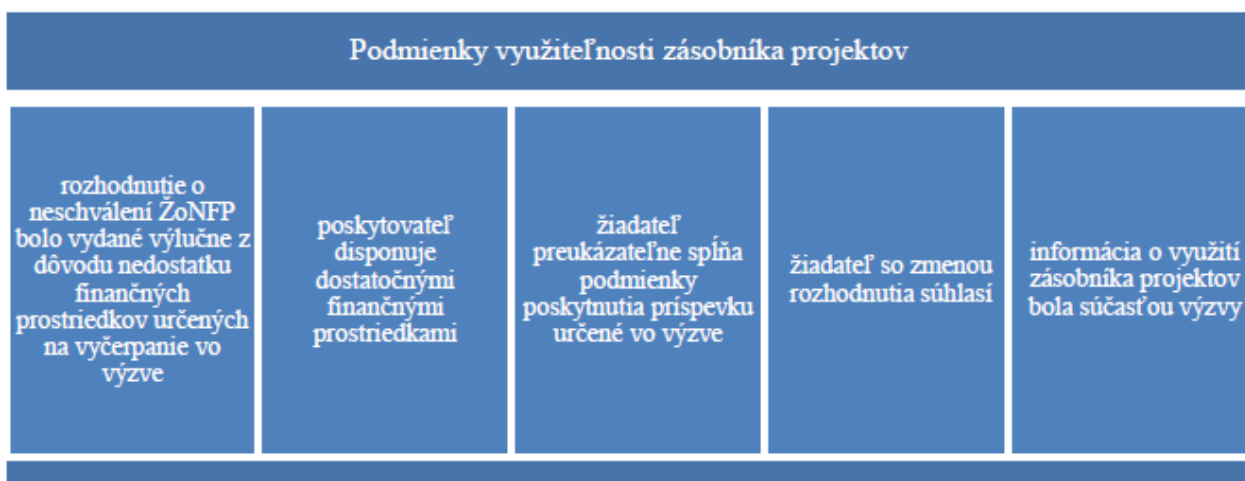 Podmienky využiteľnosti zásobníka projektov
rozhodnutie o
neschválení ŽoNFP
bolo vydané výlučne z
dôvodu nedostatku
finančných
prostriedkov určených
na vyčerpanie vo
výzve
poskytovateľ
disponuje
dostatočnými
finančnými
prostriedkami
žiadateľ
preukázateľne spĺňa
podmienky
poskytnutia príspevku
určené vo výzve
žiadateľ so zmenou
rozhodnutia súhlasí
informácia o využití
zásobníka projektov
bola súčasťou výzvy